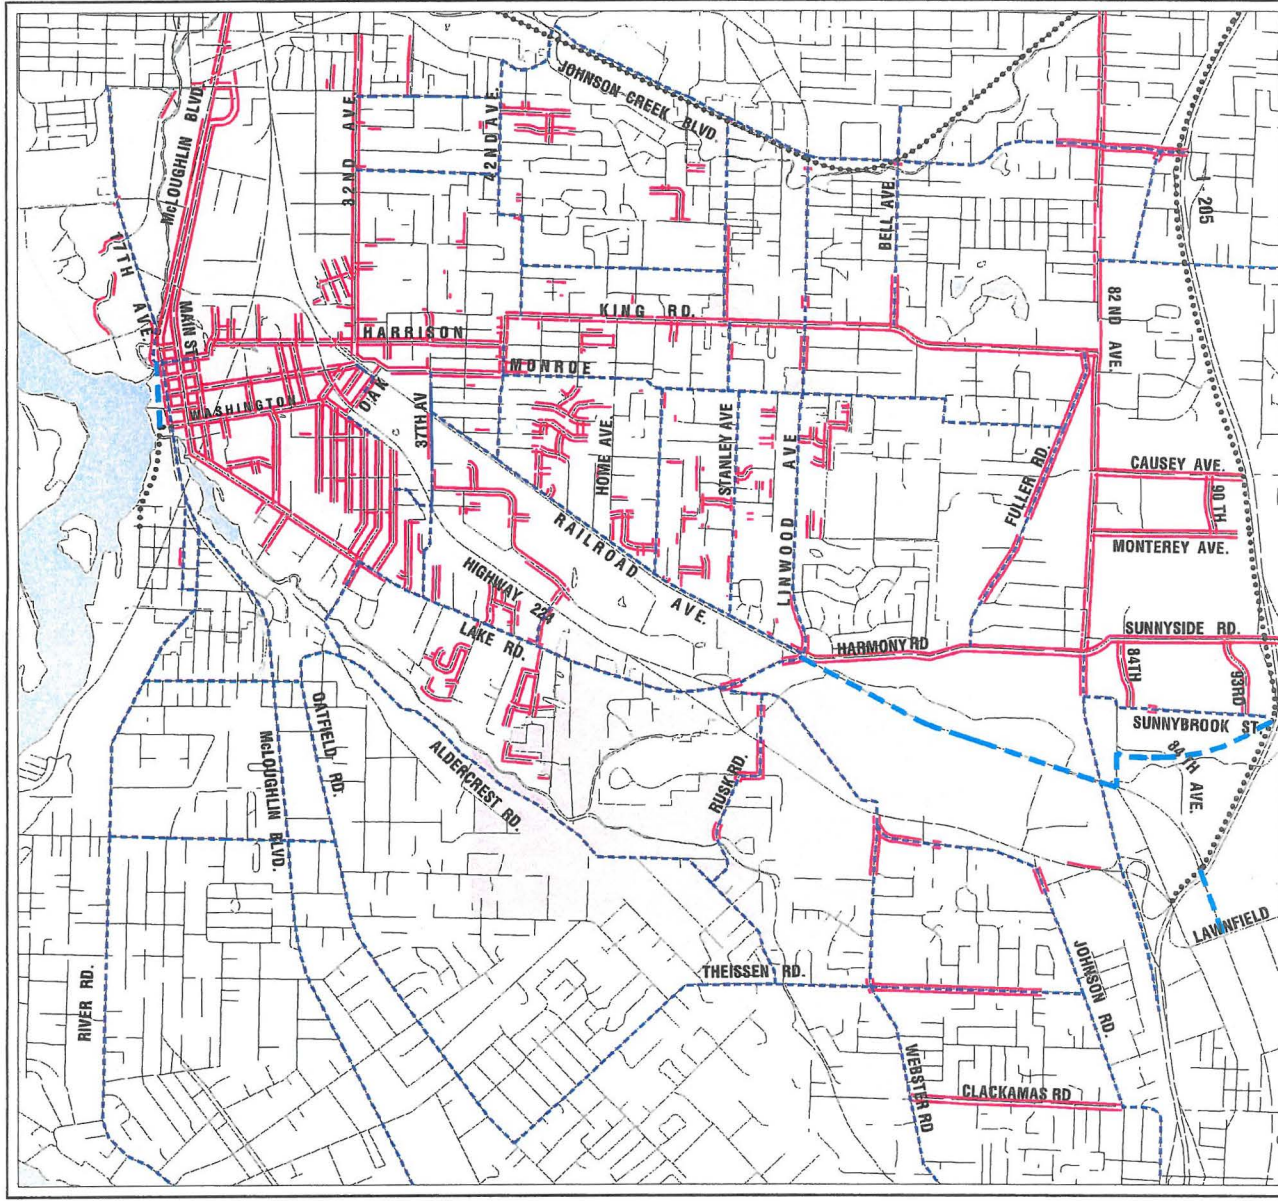 McLOUGHLIN BLVD.
32ND AVE.
42ND AVE.
JOHNSON CREEK BLVD
BELL AVE.
I 205
17TH AVE.
MAIN ST.
HARRISON
KING RD.
82ND AVE.
MONROE
WASHINGTON
OAK
37TH AV
HOME AVE.
STANLEY AVE
LINWOOD AVE
FULLER RD.
CAUSEY AVE.
90TH
MONTEREY AVE.
RAILROAD AVE.
HIGHWAY 224
LAKE RD.
HARMONY RD
SUNNYSIDE RD.
84TH
93RD
SUNNYBROOK ST
84TH AVE.
OATFIELD RD.
McLOUGHLIN BLVD.
ALDERCREST RD.
RUSK RD.
LAWNFIELD
THEISSEN RD.
JOHNSON RD.
RIVER RD.
WEBSTER RD
CLACKAMAS RD